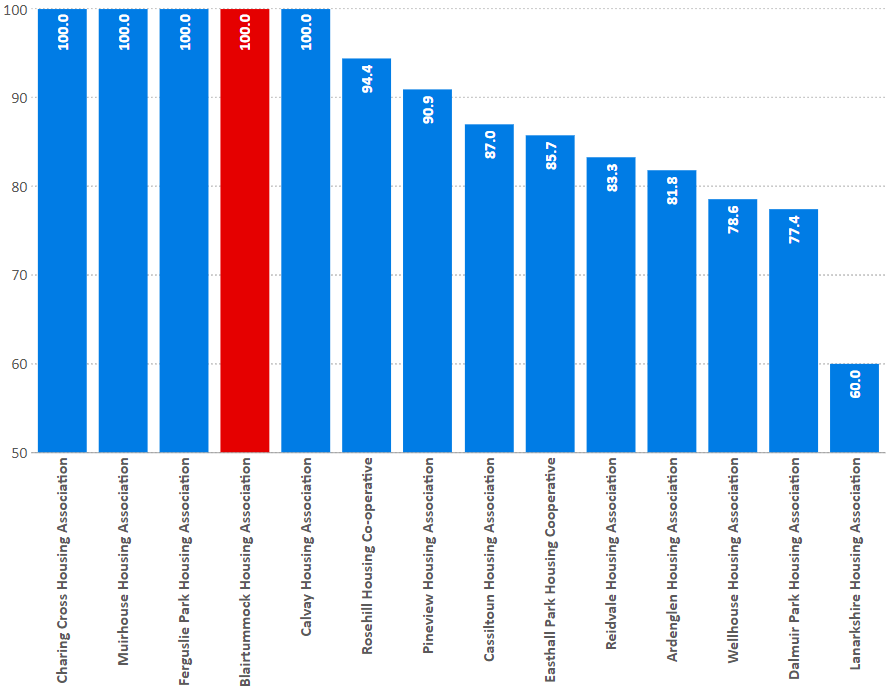 100
90
80
70
60
50
100.0
100.0
100.0
100.0
100.0
94.4
90.9
87.0
85.7
83.3
81.8
78.6
77.4
60.0
Charing Cross Housing Association
Muirhouse Housing Association
Ferguslie Park Housing Association
Blairtummock Housing Association
Calvay Housing Association
Rosehill Housing Co-operative
Pineview Housing Association
Cassiltoun Housing Association
Easthall Park Housing Cooperative
Reidvale Housing Association
Ardenglen Housing Association
Wellhouse Housing Association
Dalmuir Park Housing Association
Lanarkshire Housing Association